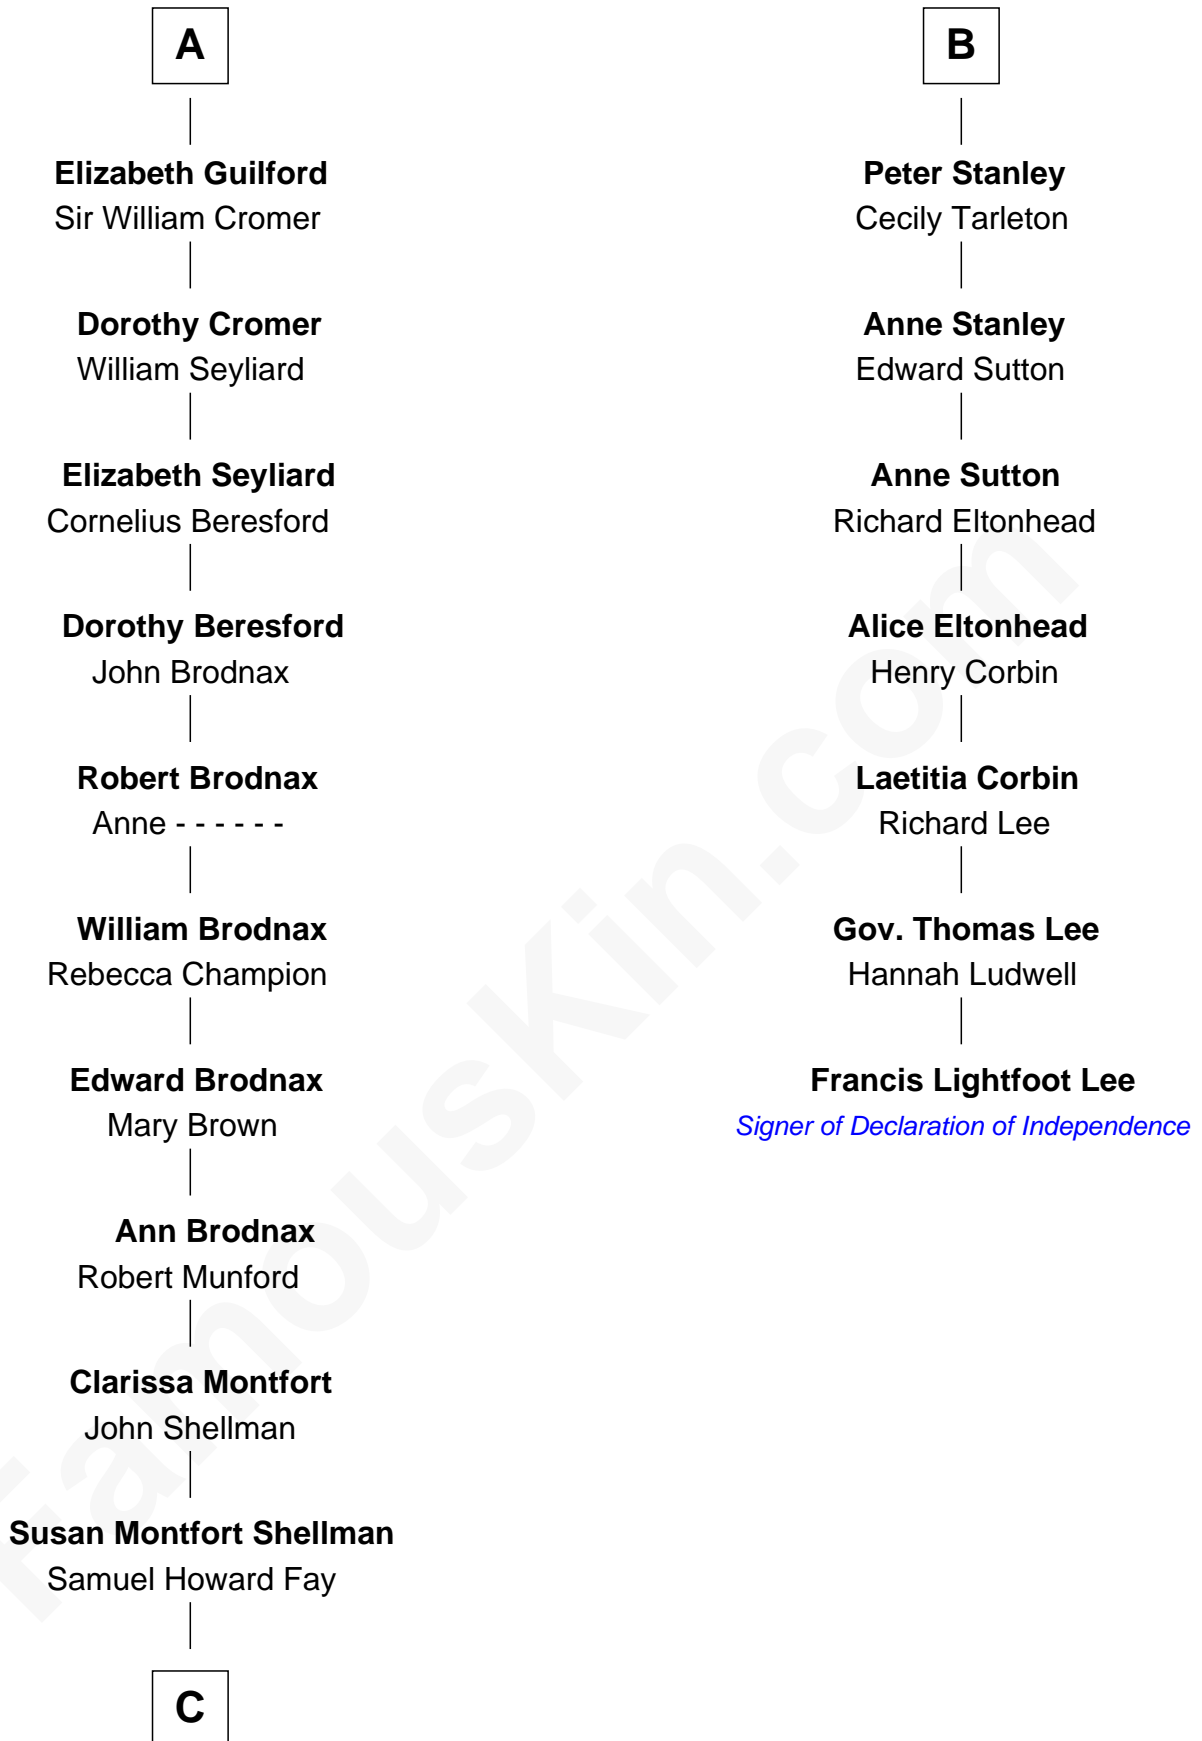 A
Elizabeth Guilford
Sir William Cromer
Dorothy Cromer
William Seyliard
Elizabeth Seyliard
Cornelius Beresford
Dorothy Beresford
John Brodnax
Robert Brodnax
Anne - - - - - -
William Brodnax
Rebecca Champion
Edward Brodnax
Mary Brown
Ann Brodnax
Robert Munford
Clarissa Montfort
John Shellman
Susan Montfort Shellman
Samuel Howard Fay
C
B
Peter Stanley
Cecily Tarleton
Anne Stanley
Edward Sutton
Anne Sutton
Richard Eltonhead
Alice Eltonhead
Henry Corbin
Laetitia Corbin
Richard Lee
Gov. Thomas Lee
Hannah Ludwell
Francis Lightfoot Lee
Signer of Declaration of Independence
FamousKin.com